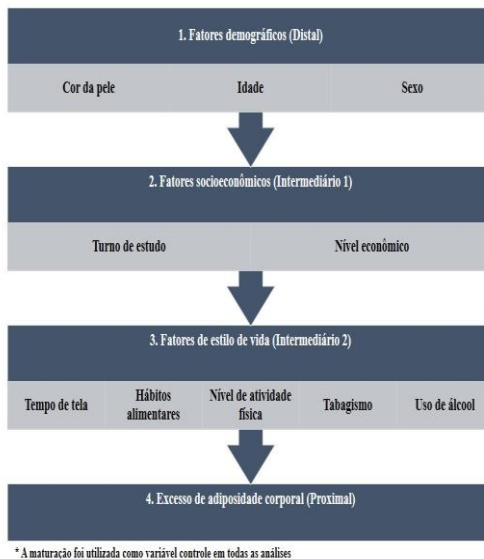 1. Fatores demográficos (Distal)
Cor da pele
Idade
Sexo
2. Fatores socioeconômicos (Intermediário 1)
Turno de estudo
Nível econômico
3. Fatores de estilo de vida (Intermediário 2)
Tempo de tela
Hábitos
alimentares
Nível de atividade
física
Tabagismo
Uso de álcool
4. Excesso de adiposidade corporal (Proximal)
* A maturação foi utilizada como variável controle em todas as análises